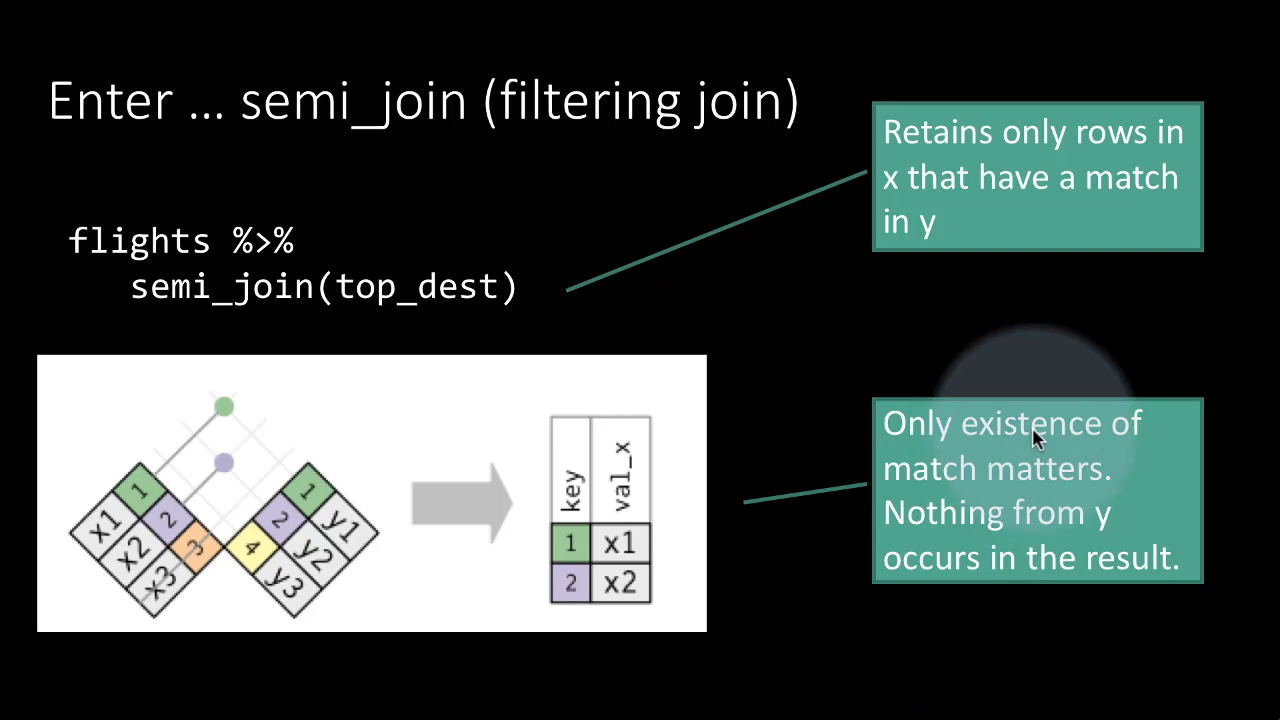 Enter … semi_join (filtering join)
Retains only rows in
x that have a match
in y
flights %>%
semi_join(top_dest)
Only existence of
match matters.
Nothing from y
occurs in the result.
1
2
3
x1
x2
x3
1
2
4
y1
y2
y3
key val_x
1 x1
2 x2